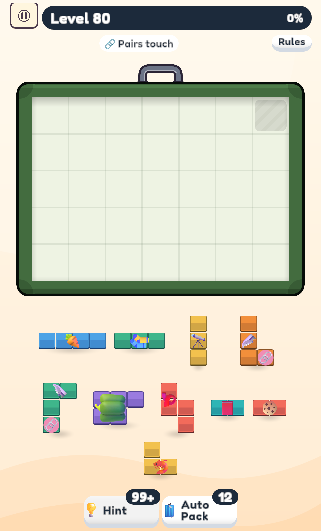 Level 80
0%
🔗 Pairs touch
Rules
99+
Hint
12
Auto
Pack